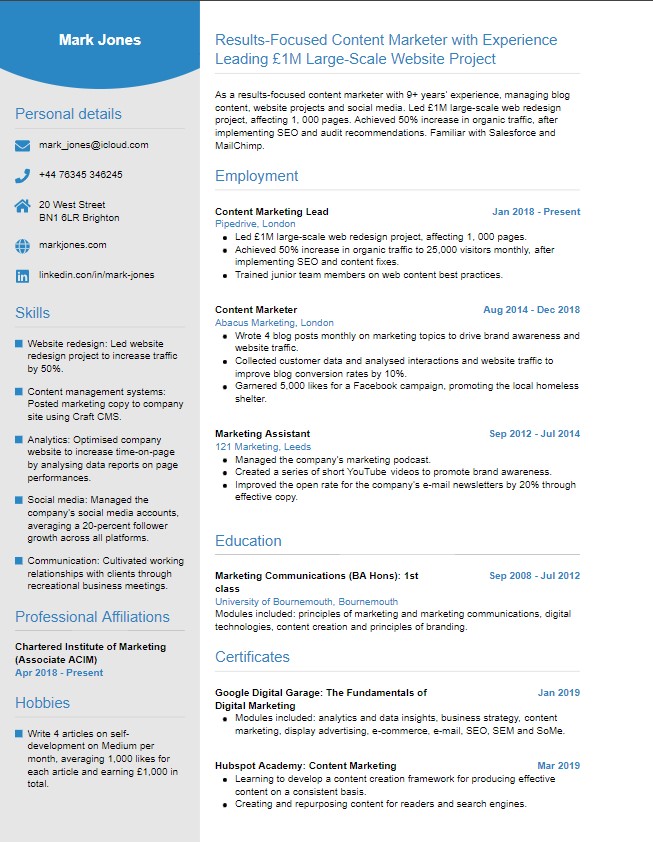 Mark Jones
Personal details
mark_jones@icloud.com
+44 76345 346245
20 West Street
BN1 6LR Brighton
markjones.com
linkedin.con/in/mark-jones
Skills
Website redesign: Led website
redesign project to increase traffic
by 50%.
Content management systems:
Posted marketing copy to company
site using Craft CMS.
Analytics: Optimised company
website to increase time-on-page
by analysing data reports on page
performances.
Social media: Managed the
company's social media accounts,
averaging a 20-percent follower
growth across all platforms.
Communication: Cultivated working
relationships with clients through
recreational business meetings.
Professional Affiliations
Chartered Institute of Marketing
(Associate ACIM)
Apr 2018 - Present
Hobbies
Write 4 articles on self-
development on Medium per
month, averaging 1,000 likes for
each article and earning £1,000 in
total.
Results-Focused Content Marketer with Experience
Leading £1M Large-Scale Website Project
As a results-focused content marketer with 9+ years' experience, managing blog
content, website projects and social media. Led £1M large-scale web redesign
project, affecting 1, 000 pages. Achieved 50% increase in organic traffic, after
implementing SEO and audit recommendations. Familiar with Salesforce and
MailChimp.
Employment
Content Marketing Lead Jan 2018 - Present
Pipedrive, London
Led £1M large-scale web redesign project, affecting 1, 000 pages.
Achieved 50% increase in organic traffic to 25,000 visitors monthly, after
implementing SEO and content fixes.
Trained junior team members on web content best practices.
Content Marketer Aug 2014 - Dec 2018
Abacus Marketing, London
Wrote 4 blog posts monthly on marketing topics to drive brand awareness and
website traffic.
Collected customer data and analysed interactions and website traffic to
improve blog conversion rates by 10%.
Garnered 5,000 likes for a Facebook campaign, promoting the local homeless
shelter.
Marketing Assistant Sep 2012 - Jul 2014
121 Marketing, Leeds
Managed the company's marketing podcast.
Created a series of short YouTube videos to promote brand awareness.
Improved the open rate for the company's e-mail newsletters by 20% through
effective copy.
Education
Marketing Communications (BA Hons): 1st Sep 2008 - Jul 2012
class
University of Bournemouth, Bournemouth
Modules included: principles of marketing and marketing communications, digital
technologies, content creation and principles of branding.
Certificates
Google Digital Garage: The Fundamentals of Jan 2019
Digital Marketing
Modules included: analytics and data insights, business strategy, content
marketing, display advertising, e-commerce, e-mail, SEO, SEM and SoMe.
Hubspot Academy: Content Marketing Mar 2019
Learning to develop a content creation framework for producing effective
content on a consistent basis.
Creating and repurposing content for readers and search engines.